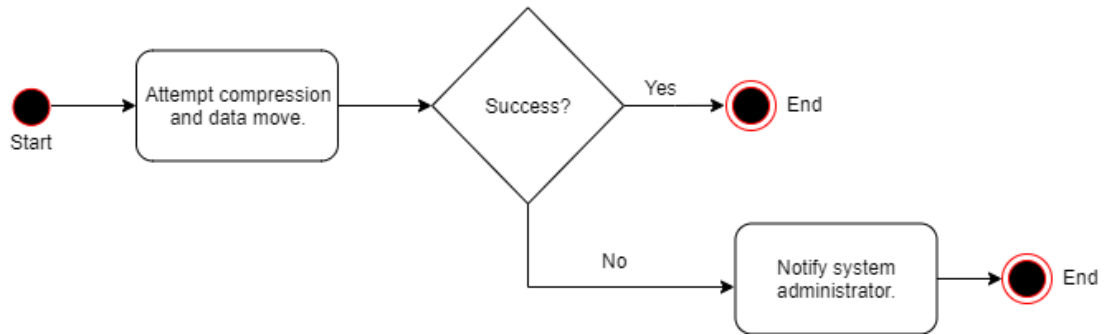 Start
Attempt compression
and data move.
Success?
Yes
End
No
Notify system
administrator.
End